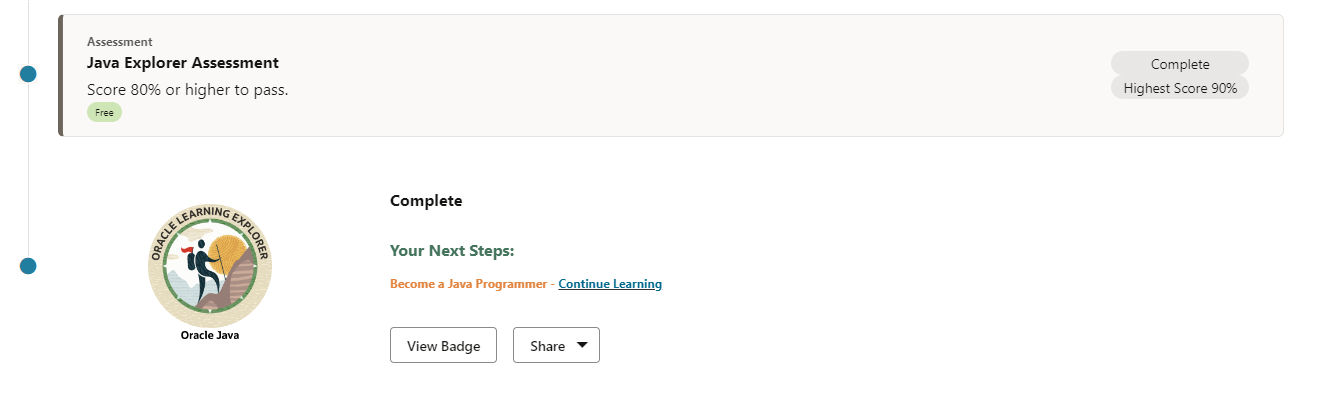 Assessment
Java Explorer Assessment
Score 80% or higher to pass.
Free
Complete
Highest Score 90%
ORACLE LEARNING EXPLORER
Oracle Java
Complete
Your Next Steps:
Become a Java Programmer - Continue Learning
View Badge
Share